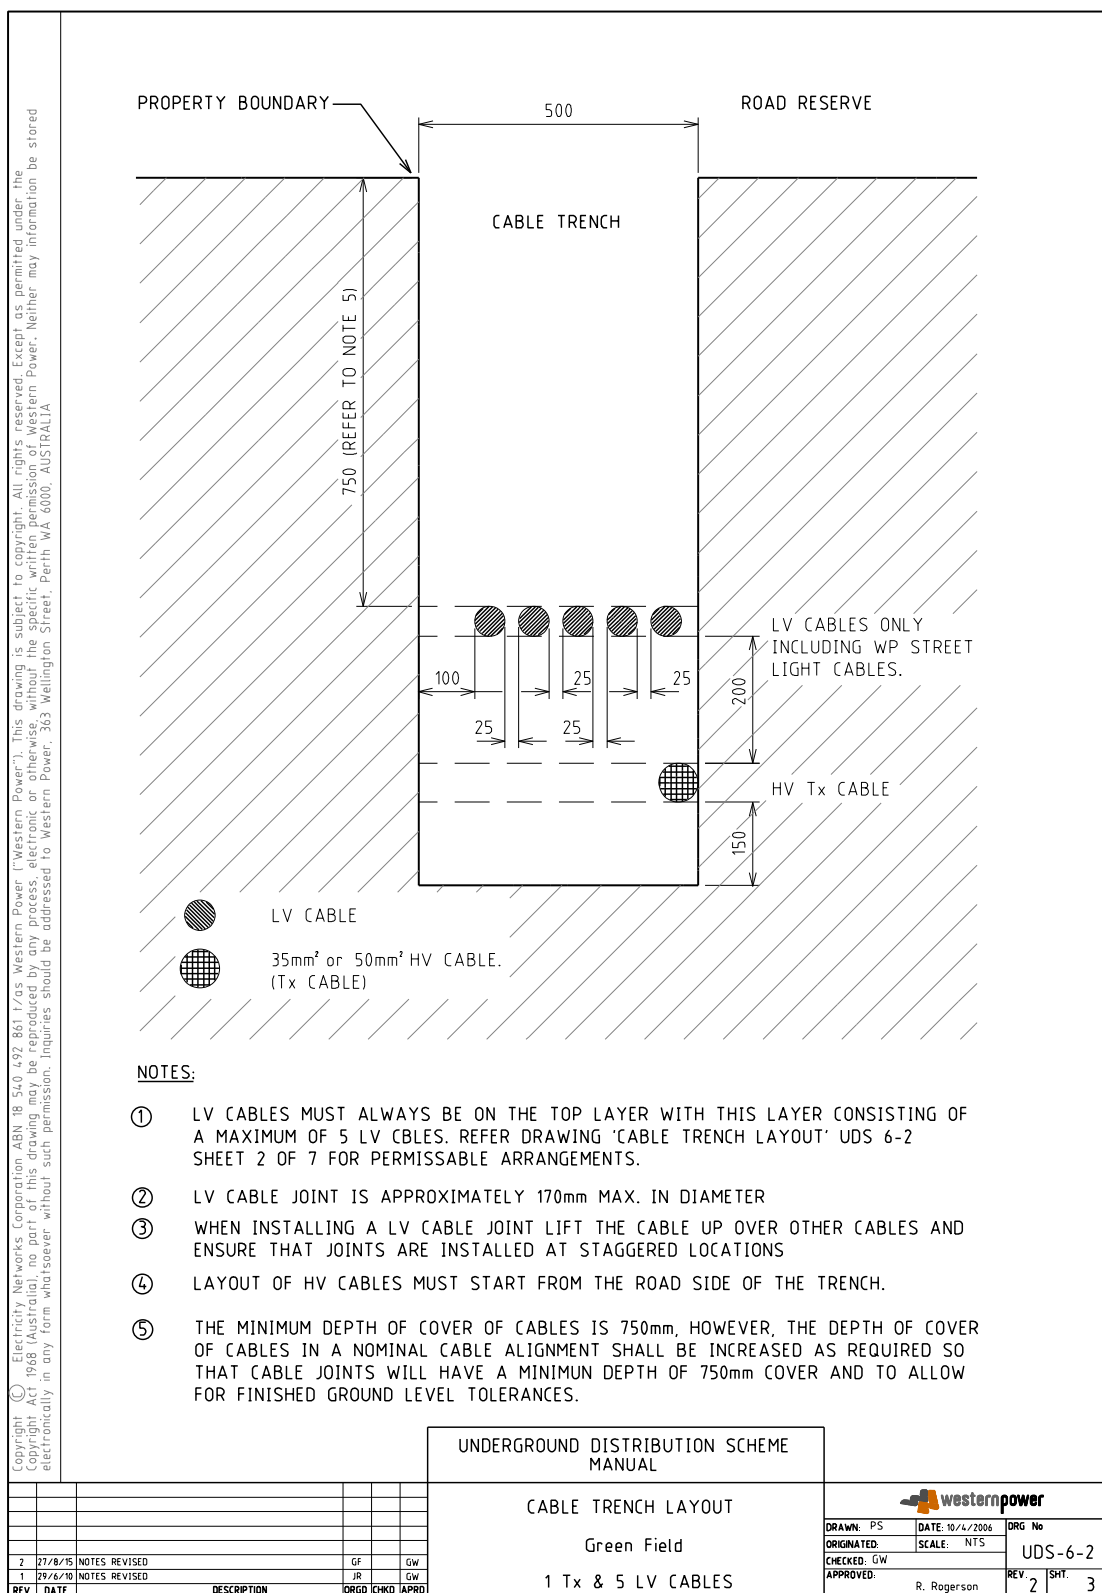 PROPERTY BOUNDARY
ROAD RESERVE
500
CABLE TRENCH
750 (REFER TO NOTE 5)
LV CABLES ONLY
INCLUDING WP STREET
LIGHT CABLES.
100
25
25
25
25
200
HV Tx CABLE
150
LV CABLE
35mm² or 50mm² HV CABLE.
(Tx CABLE)
NOTES:
1 LV CABLES MUST ALWAYS BE ON THE TOP LAYER WITH THIS LAYER CONSISTING OF
A MAXIMUM OF 5 LV CBLES. REFER DRAWING 'CABLE TRENCH LAYOUT' UDS 6-2
SHEET 2 OF 7 FOR PERMISSABLE ARRANGEMENTS.
2 LV CABLE JOINT IS APPROXIMATELY 170mm MAX. IN DIAMETER
3 WHEN INSTALLING A LV CABLE JOINT LIFT THE CABLE UP OVER OTHER CABLES AND
ENSURE THAT JOINTS ARE INSTALLED AT STAGGERED LOCATIONS
4 LAYOUT OF HV CABLES MUST START FROM THE ROAD SIDE OF THE TRENCH.
5 THE MINIMUM DEPTH OF COVER OF CABLES IS 750mm, HOWEVER, THE DEPTH OF COVER
OF CABLES IN A NOMINAL CABLE ALIGNMENT SHALL BE INCREASED AS REQUIRED SO
THAT CABLE JOINTS WILL HAVE A MINIMUN DEPTH OF 750mm COVER AND TO ALLOW
FOR FINISHED GROUND LEVEL TOLERANCES.
Copyright © Electricity Networks Corporation ABN 18 540 492 861 t/as Western Power ("Western Power"). This drawing is subject to copyright. All rights reserved. Except as permitted under the
Copyright Act 1968 (Australia), no part of this drawing may be reproduced by any process, electronic or otherwise, without the specific written permission of Western Power. Neither may information be stored
electronically in any form whatsoever without such permission. Inquiries should be addressed to Western Power, 363 Wellington Street, Perth WA 6000, AUSTRALIA
UNDERGROUND DISTRIBUTION SCHEME
MANUAL
CABLE TRENCH LAYOUT
Green Field
1 Tx & 5 LV CABLES
2 27/8/15 NOTES REVISED GF GW
1 29/6/10 NOTES REVISED JR GW
REV DATE DESCRIPTION ORGD CHKD APRD
westernpower
DRAWN: PS DATE: 10/4/2006 DRG No
ORIGINATED: SCALE: NTS UDS-6-2
CHECKED: GW
APPROVED: R. Rogerson REV. 2 SHT. 3